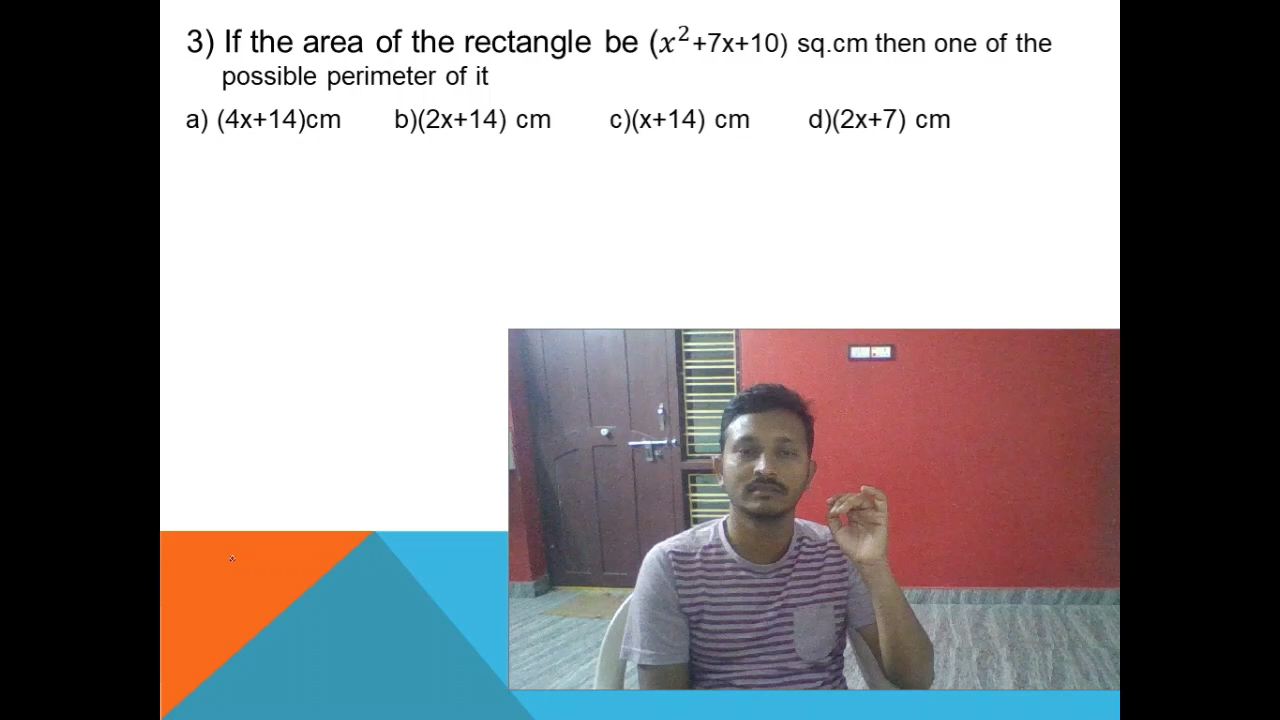 3) If the area of the rectangle be (𝑥²+7x+10) sq.cm then one of the
possible perimeter of it
a) (4x+14)cm b)(2x+14) cm c)(x+14) cm d)(2x+7) cm